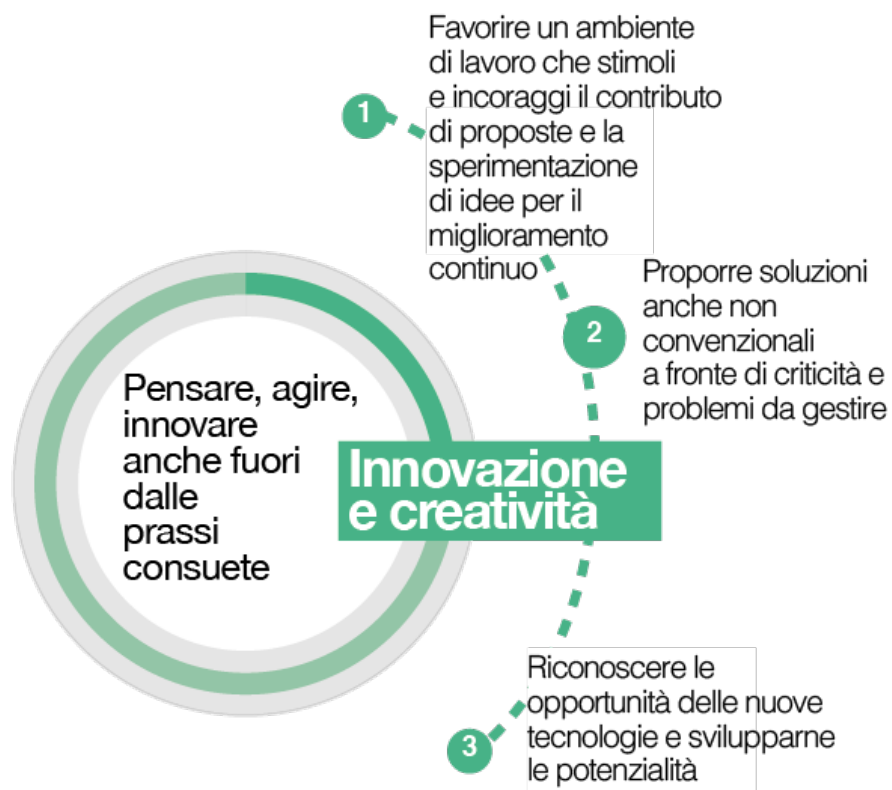 1
Favorire un ambiente
di lavoro che stimoli
e incoraggi il contributo
di proposte e la
sperimentazione
di idee per il
miglioramento
continuo
2
Proporre soluzioni
anche non
convenzionali
a fronte di criticità e
problemi da gestire
Pensare, agire,
innovare
anche fuori
dalle
prassi
consuete
Innovazione
e creatività
3
Riconoscere le
opportunità delle nuove
tecnologie e svilupparne
le potenzialità